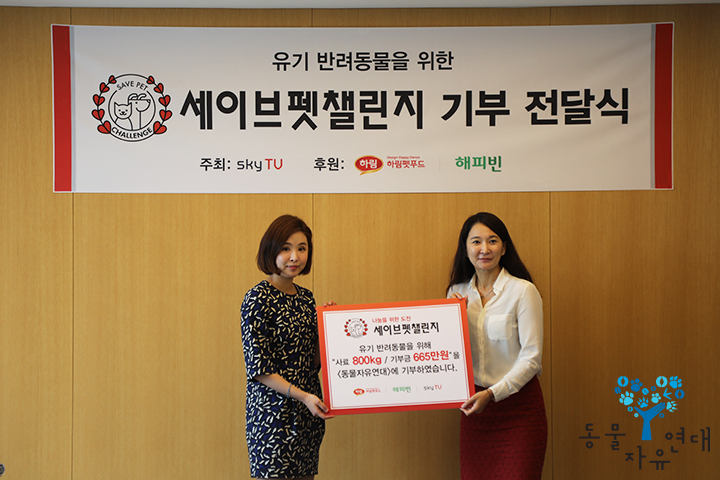 유기 반려동물을 위한
SAVE PET
CHALLENGE
세이브펫챌린지 기부 전달식
주최: sky TU 후원: 하림 하림펫푸드 해피빈
나눔을 위한 도전
세이브펫챌린지
유기 반려동물을 위해
"사료 800kg / 기부금 665만원"을
<동물자유연대>에 기부하였습니다.
하림 해피빈 sky TU
동물
자유연대